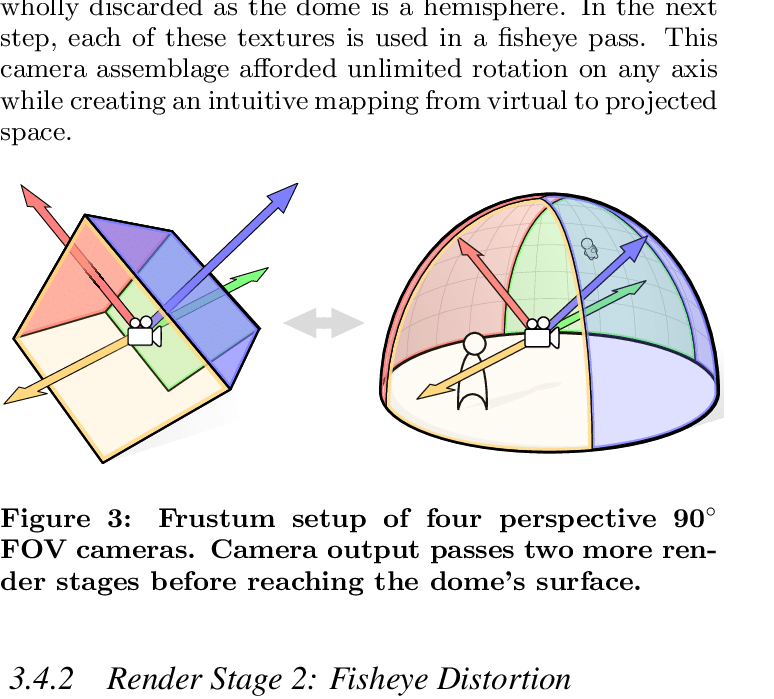 wholly discarded as the dome is a hemisphere. In the next
step, each of these textures is used in a fisheye pass. This
camera assemblage afforded unlimited rotation on any axis
while creating an intuitive mapping from virtual to projected
space.
Figure 3: Frustum setup of four perspective 90°
FOV cameras. Camera output passes two more ren-
der stages before reaching the dome's surface.
3.4.2 Render Stage 2: Fisheye Distortion